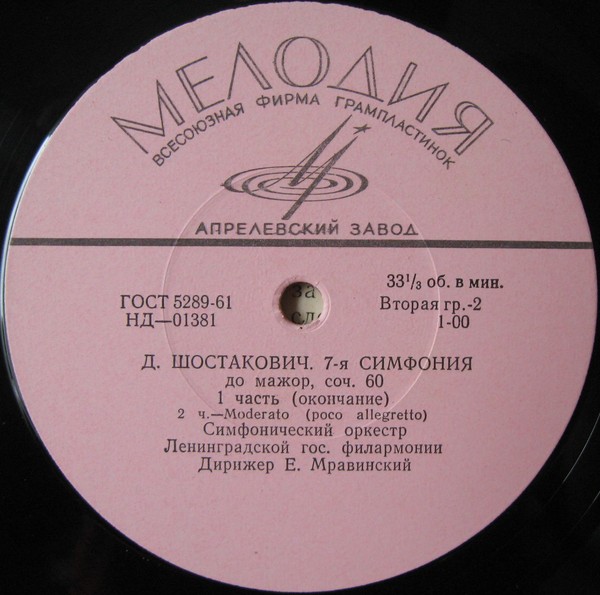 МЕЛОДИЯ
ВСЕСОЮЗНАЯ ФИРМА ГРАМПЛАСТИНОК
АПРЕЛЕВСКИЙ ЗАВОД
33⅓ об. в мин.
ГОСТ 5289-61 Вторая гр.-2
НД—01381 1-00
за
сл
Д. ШОСТАКОВИЧ. 7-я СИМФОНИЯ
до мажор, соч. 60
1 часть (окончание)
2 ч.—Moderato (poco allegretto)
Симфонический оркестр
Ленинградской гос. филармонии
Дирижер Е. Мравинский